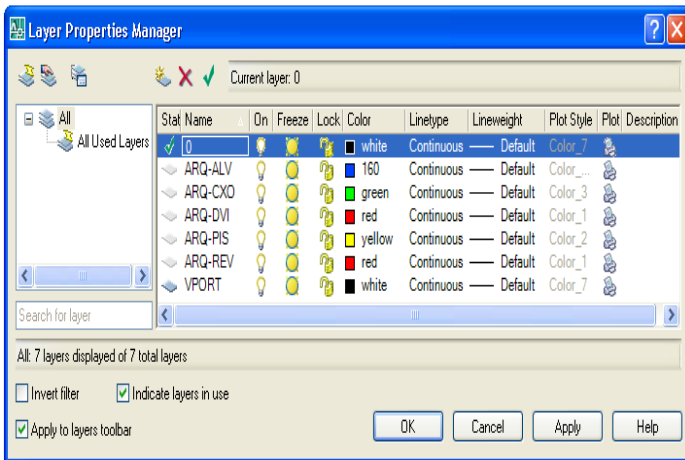 Layer Properties Manager
Current layer: 0
All
All Used Layers
Search for layer
Stat Name On Freeze Lock Color Linetype Lineweight Plot Style Plot Description
0 white Continuous Default Color_7
ARQ-ALV 160 Continuous Default Color_...
ARQ-CXO green Continuous Default Color_3
ARQ-DVI red Continuous Default Color_1
ARQ-PIS yellow Continuous Default Color_2
ARQ-REV red Continuous Default Color_1
VPORT white Continuous Default Color_7
All: 7 layers displayed of 7 total layers
Invert filter Indicate layers in use
Apply to layers toolbar
OK Cancel Apply Help